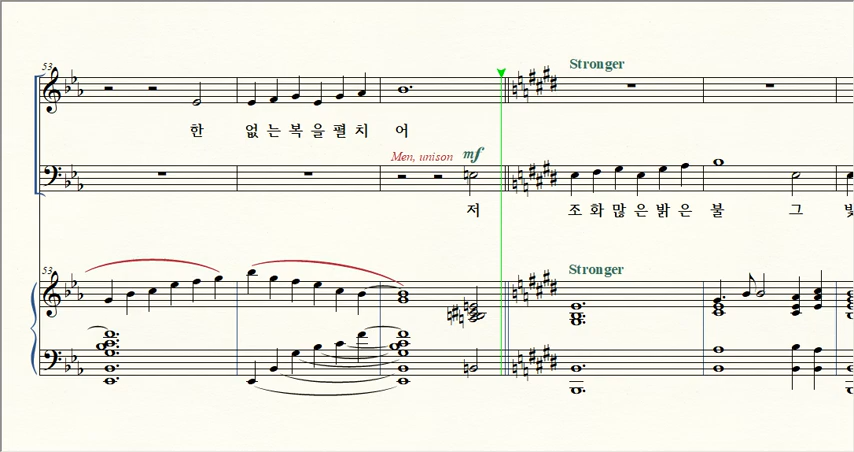 53
Stronger
한 없는복을펼치 어
Men, unison mf
저 조화많은밝은 불 그 빛
53
Stronger